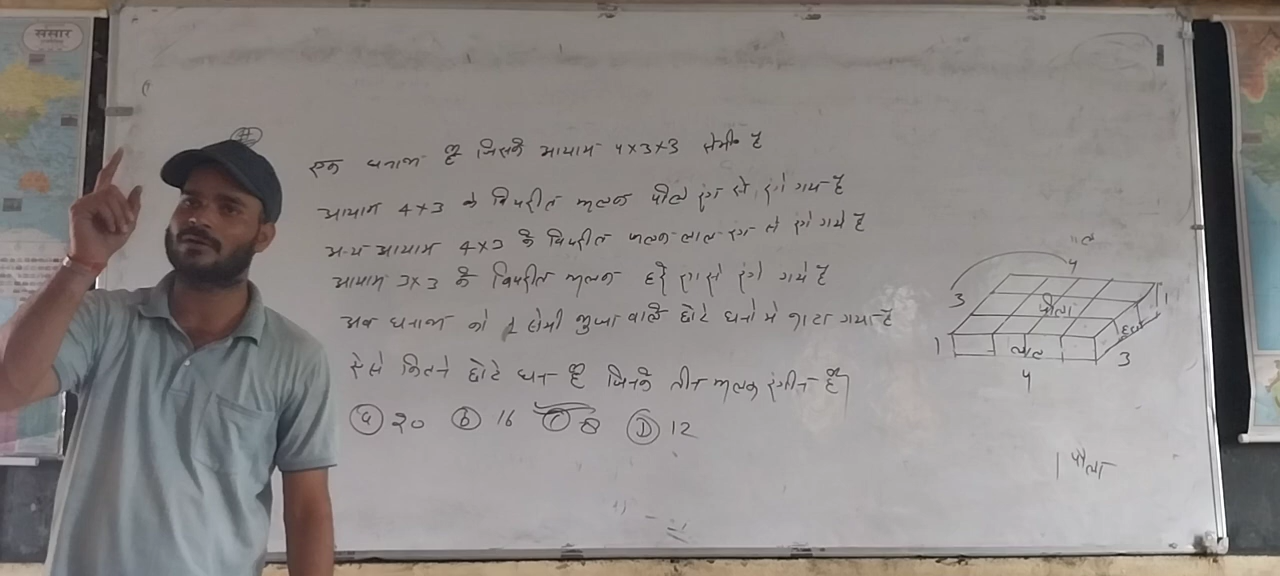 संसार
#
एक घनाभ है जिसके आयाम 4×3×3 सेमी० है
आयाम 4×3 के विपरीत फलक पीले रंग से रंगे गये है
अन्य आयाम 4×3 के विपरीत फलक लाल रंग से रंगे गये है
आयाम 3×3 के विपरीत फलक हरे रंग से रंगे गये है
अब घनाभ को 1 सेमी भुजा वाले छोटे घनो मे काटा गया है
ऐसे कितने छोटे घन है जिनके तीन फलक रंगीन है
(a) 20 (b) 16 (C) 8 (D) 12
4
3 पीला 1
1 लाल 3
4
पीला